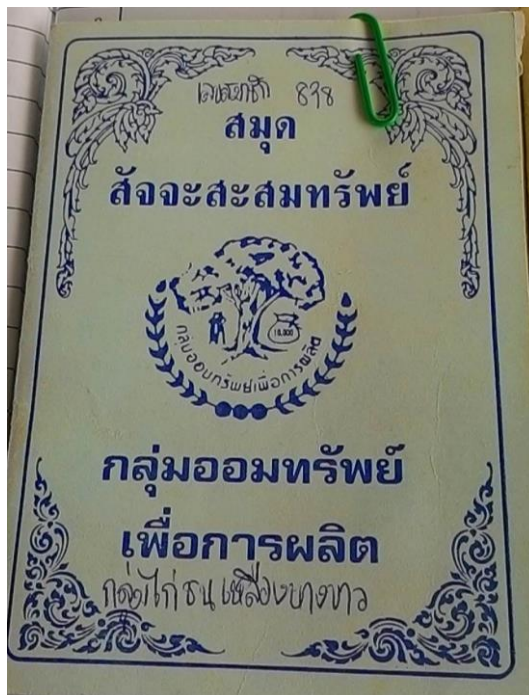 เลขสมาชิก 838
สมุด
สัจจะสะสมทรัพย์
10,000
กลุ่มออมทรัพย์เพื่อการผลิต
กลุ่มออมทรัพย์
เพื่อการผลิต
กลุ่มไก่ชนเหลืองหางขาว